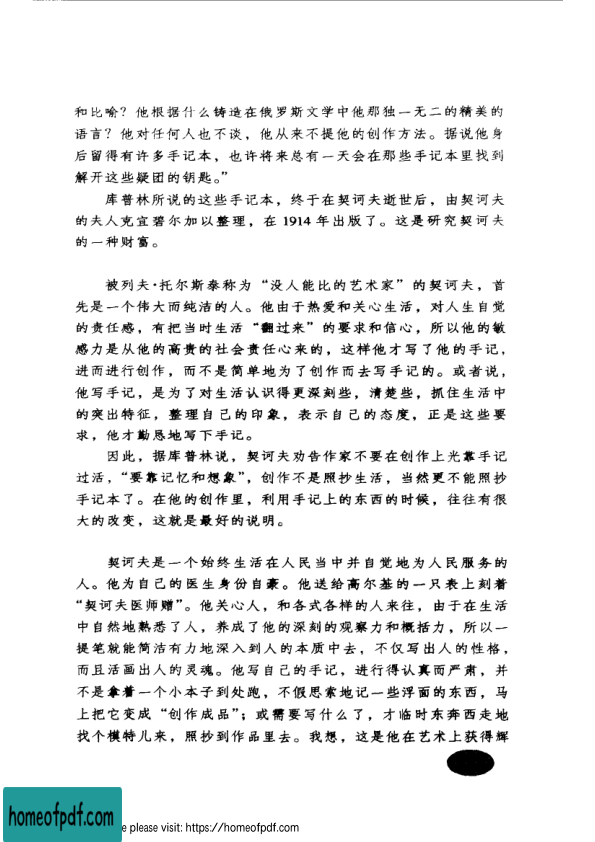 和比喻？他根据什么铸造在俄罗斯文学中他那独一无二的精美的
语言？他对任何人也不谈，他从来不提他的创作方法。据说他身
后留得有许多手记本，也许将来总有一天会在那些手记本里找到
解开这些疑团的钥匙。”
库普林所说的这些手记本，终于在契诃夫逝世后，由契诃夫
的夫人克宜碧尔加以整理，在 1914 年出版了。这是研究契诃夫
的一种财富。
被列夫·托尔斯泰称为“没人能比的艺术家”的契诃夫，首
先是一个伟大而纯洁的人。他由于热爱和关心生活，对人生自觉
的责任感，有把当时生活“翻过来”的要求和信心，所以他的敏
感力是从他的高贵的社会责任心来的，这样他才写了他的手记，
进而进行创作，而不是简单地为了创作而去写手记的。或者说，
他写手记，是为了对生活认识得更深刻些，清楚些，抓住生活中
的突出特征，整理自己的印象，表示自己的态度，正是这些要
求，他才勤恳地写下手记。
因此，据库普林说，契诃夫劝告作家不要在创作上光靠手记
过活，“要靠记忆和想象”，创作不是照抄生活，当然更不能照抄
手记本了。在他的创作里，利用手记上的东西的时候，往往有很
大的改变，这就是最好的说明。
契诃夫是一个始终生活在人民当中并自觉地为人民服务的
人。他为自己的医生身份自豪。他送给高尔基的一只表上刻着
“契诃夫医师赠”。他关心人，和各式各样的人来往，由于在生活
中自然地熟悉了人，养成了他的深刻的观察力和概括力，所以一
提笔就能简洁有力地深入到人的本质中去，不仅写出人的性格，
而且活画出人的灵魂。他写自己的手记，进行得认真而严肃，并
不是拿着一个小本子到处跑，不假思索地记一些浮面的东西，马
上把它变成“创作成品”；或需要写什么了，才临时东奔西走地
找个模特儿来，照抄到作品里去。我想，这是他在艺术上获得辉
homeofpdf.com
e please visit: https://homeofpdf.com